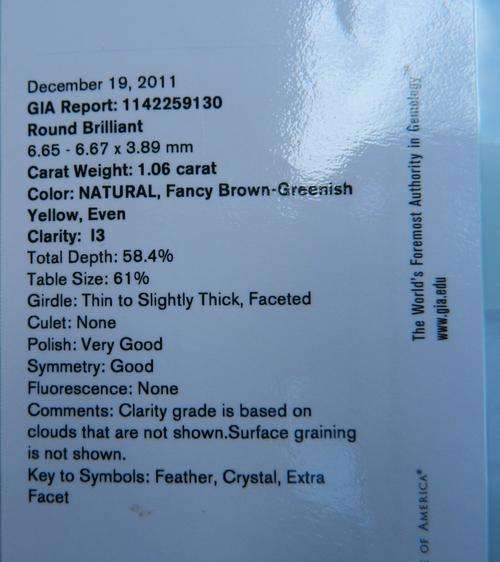 December 19, 2011
GIA Report: 1142259130
Round Brilliant
6.65 - 6.67 x 3.89 mm
Carat Weight: 1.06 carat
Color: NATURAL, Fancy Brown-Greenish
Yellow, Even
Clarity: I3
Total Depth: 58.4%
Table Size: 61%
Girdle: Thin to Slightly Thick, Faceted
Culet: None
Polish: Very Good
Symmetry: Good
Fluorescence: None
Comments: Clarity grade is based on
clouds that are not shown.Surface graining
is not shown.
Key to Symbols: Feather, Crystal, Extra
Facet
The World's Foremost Authority in Gemology™
www.gia.edu
OF AMERICA®